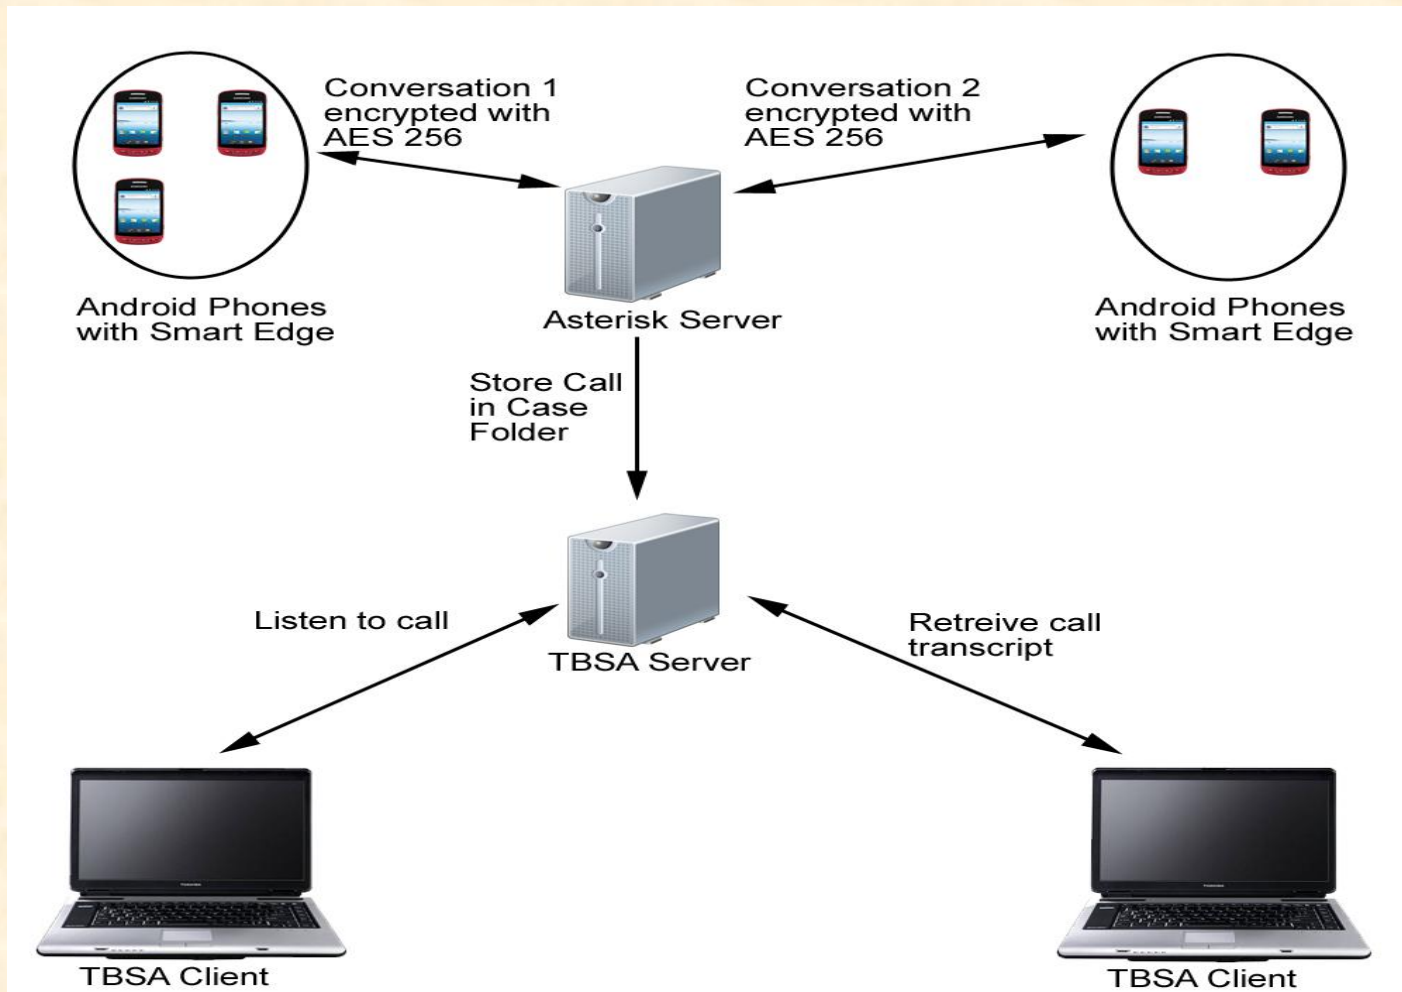 Conversation 1
encrypted with
AES 256
Conversation 2
encrypted with
AES 256
Android Phones
with Smart Edge
Asterisk Server
Android Phones
with Smart Edge
Store Call
in Case
Folder
Listen to call
TBSA Server
Retreive call
transcript
TBSA Client
TBSA Client